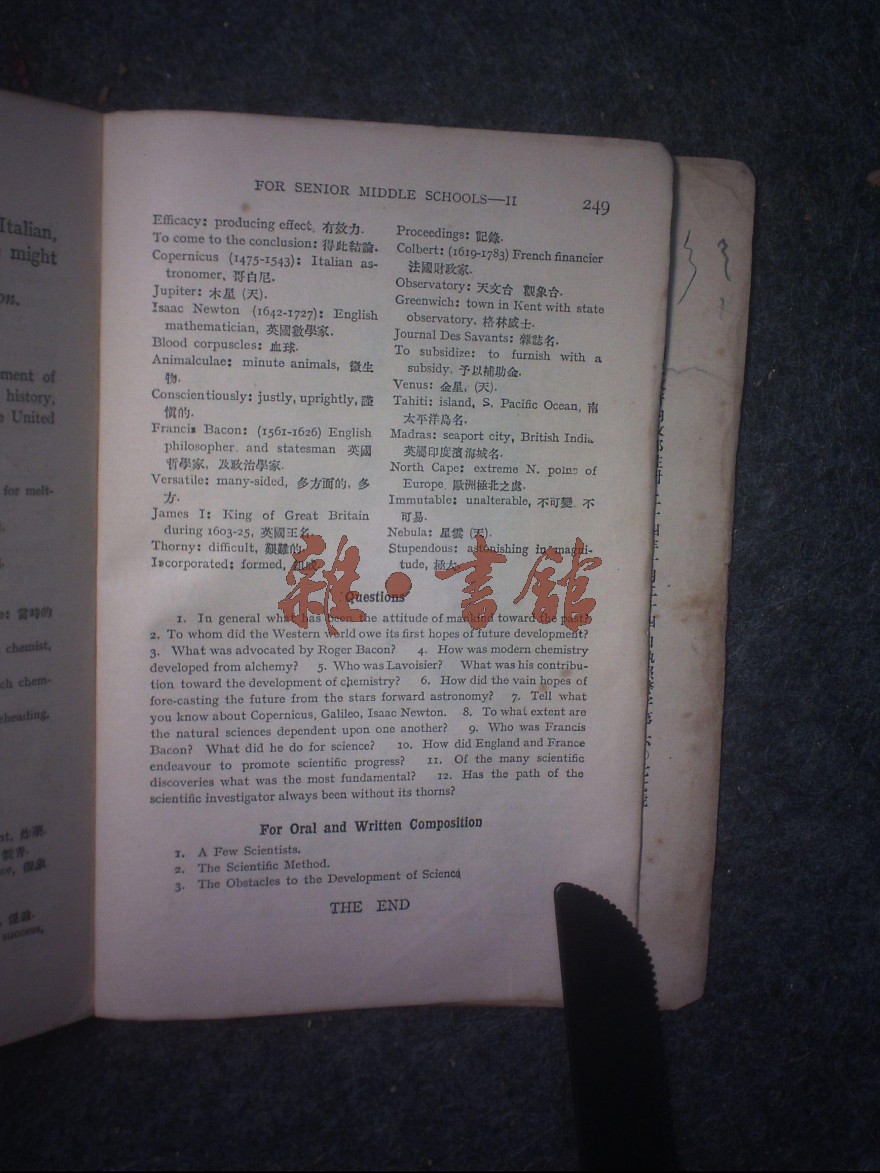 Italian,
might
on.
ment of
history,
United
for melt-
當時的
chemist,
ch chem-
eheading,
FOR SENIOR MIDDLE SCHOOLS—II 249
Efficacy: producing effect. 有效力.
To come to the conclusion: 得此結論.
Copernicus (1475-1543): Italian as-
tronomer, 哥白尼.
Jupiter: 木星 (天).
Isaac Newton (1642-1727): English
mathematician, 英國數學家.
Blood corpuscles: 血球.
Animalculae: minute animals, 微生
物.
Conscientiously: justly, uprightly, 謹
慎的.
Francis Bacon: (1561-1626) English
philosopher and statesman 英國
哲學家, 及政治學家.
Versatile: many-sided, 多方面的, 多
方.
James I: King of Great Britain
during 1603-25, 英國王名.
Thorny: difficult, 艱難的.
Incorporated: formed,
Proceedings: 記錄.
Colbert: (1619-1783) French financier
法國財政家.
Observatory: 天文台 觀象台.
Greenwich: town in Kent with state
observatory, 格林威士.
Journal Des Savants: 雜誌名.
To subsidize: to furnish with a
subsidy, 予以補助金.
Venus: 金星, (天).
Tahiti: island, S. Pacific Ocean, 南
太平洋島名.
Madras: seaport city, British India
英屬印度濱海城名.
North Cape: extreme N. point of
Europe, 歐洲極北之處.
Immutable: unalterable, 不可變, 不
可易.
Nebula: 星雲 (天).
Stupendous: astonishing in magni-
tude, 極大.
雜·書館
Questions
1. In general what has been the attitude of mankind toward the past?
2. To whom did the Western world owe its first hopes of future development?
3. What was advocated by Roger Bacon? 4. How was modern chemistry
developed from alchemy? 5. Who was Lavoisier? What was his contribu-
tion toward the development of chemistry? 6. How did the vain hopes of
fore-casting the future from the stars forward astronomy? 7. Tell what
you know about Copernicus, Galileo, Isaac Newton. 8. To what extent are
the natural sciences dependent upon one another? 9. Who was Francis
Bacon? What did he do for science? 10. How did England and France
endeavour to promote scientific progress? 11. Of the many scientific
discoveries what was the most fundamental? 12. Has the path of the
scientific investigator always been without its thorns?
For Oral and Written Composition
1. A Few Scientists.
2. The Scientific Method.
3. The Obstacles to the Development of Science
THE END